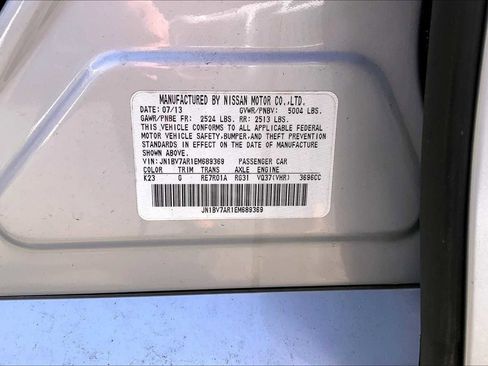 MANUFACTURED BY NISSAN MOTOR CO.,LTD.
DATE: 07/13 GVWR/PNBV: 5004 LBS.
GAWR/PNBE FR: 2524 LBS. RR: 2513 LBS.
THIS VEHICLE CONFORMS TO ALL APPLICABLE FEDERAL
MOTOR VEHICLE SAFETY,BUMPER,AND THEFT PREVENTION
STANDARDS IN EFFECT ON THE DATE OF MANUFACTURE
SHOWN ABOVE.
VIN: JN1BV7AR1EM689369 PASSENGER CAR
COLOR TRIM TRANS AXLE ENGINE
K23 G RE7R01A RG31 VQ37(VHR) 3696CC
JN1BV7AR1EM689369